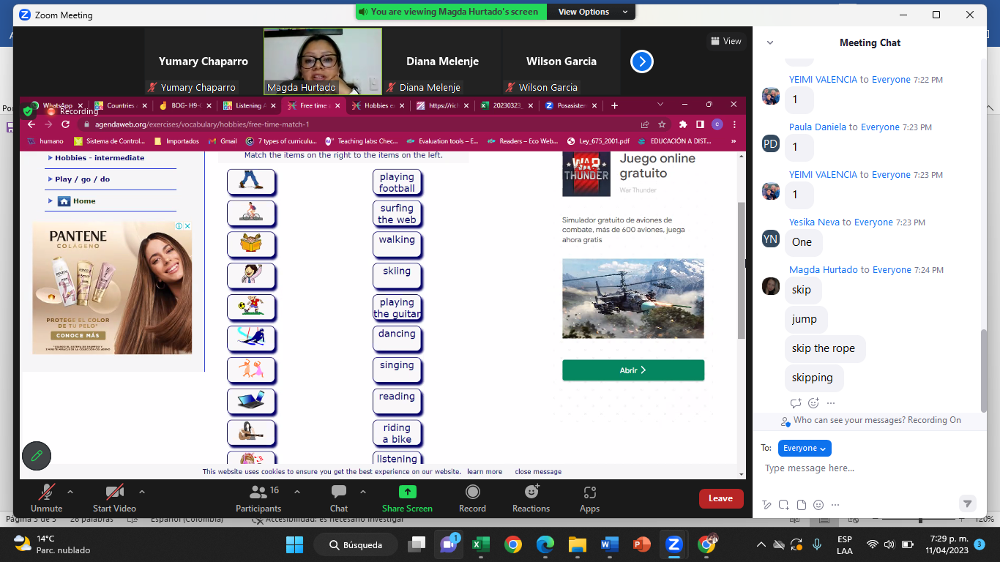 Zoom Meeting
You are viewing Magda Hurtado's screen
View Options
View
Yumary Chaparro
Diana Melenje
Wilson Garcia
Yumary Chaparro
Magda Hurtado
Diana Melenje
Wilson Garcia
WhatsApp
Countries
BOG- H9-
Listening
Free time
Hobbies
https://rich
20230323_
Posasisten
Recording
agendaweb.org/exercises/vocabulary/hobbies/free-time-match-1
humano
Sistema de Control...
Importados
Gmail
7 types of curriculu...
Teaching labs: Chec...
Evaluation tools – E...
Readers – Eco Web...
Ley_675_2001.pdf
EDUCACIÓN A DIST...
Hobbies - intermediate
Play / go / do
Home
PANTENE
COLAGENO
PROTEGE EL COLOR
DE TU PELO*
CONOCE MÁS
Match the items on the right to the items on the left.
playing
football
surfing
the web
walking
skiing
playing
the guitar
dancing
singing
reading
riding
a bike
listening
WAR
THUNDER
Juego online
gratuito
War Thunder
Simulador gratuito de aviones de
combate, más de 600 aviones, juega
ahora gratis
Abrir
This website uses cookies to ensure you get the best experience on our website. learn more close message
Unmute
Start Video
Participants
16
Chat
Share Screen
Record
Reactions
Apps
Leave
Meeting Chat
YEIMI VALENCIA to Everyone 7:22 PM
1
Paula Daniela to Everyone 7:23 PM
PD
1
YEIMI VALENCIA to Everyone 7:23 PM
1
Yesika Neva to Everyone 7:23 PM
YN
One
Magda Hurtado to Everyone 7:24 PM
skip
jump
skip the rope
skipping
Who can see your messages? Recording On
To: Everyone
Type message here...
Página 3 de 3
28 palabras
Español (Colombia)
Accesibilidad: es necesario investigar
120%
14°C
Parc. nublado
Búsqueda
1
ESP
LAA
7:29 p. m.
11/04/2023
3